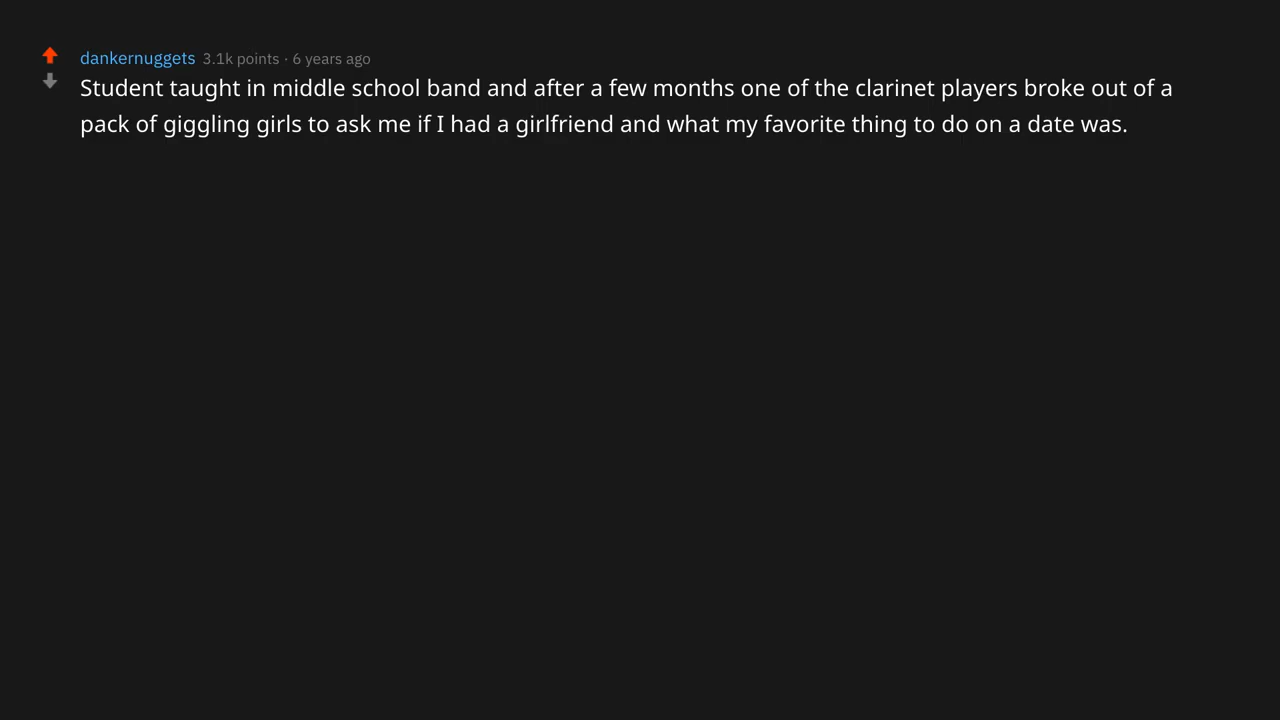 dankernuggets 3.1k points · 6 years ago
Student taught in middle school band and after a few months one of the clarinet players broke out of a
pack of giggling girls to ask me if I had a girlfriend and what my favorite thing to do on a date was.